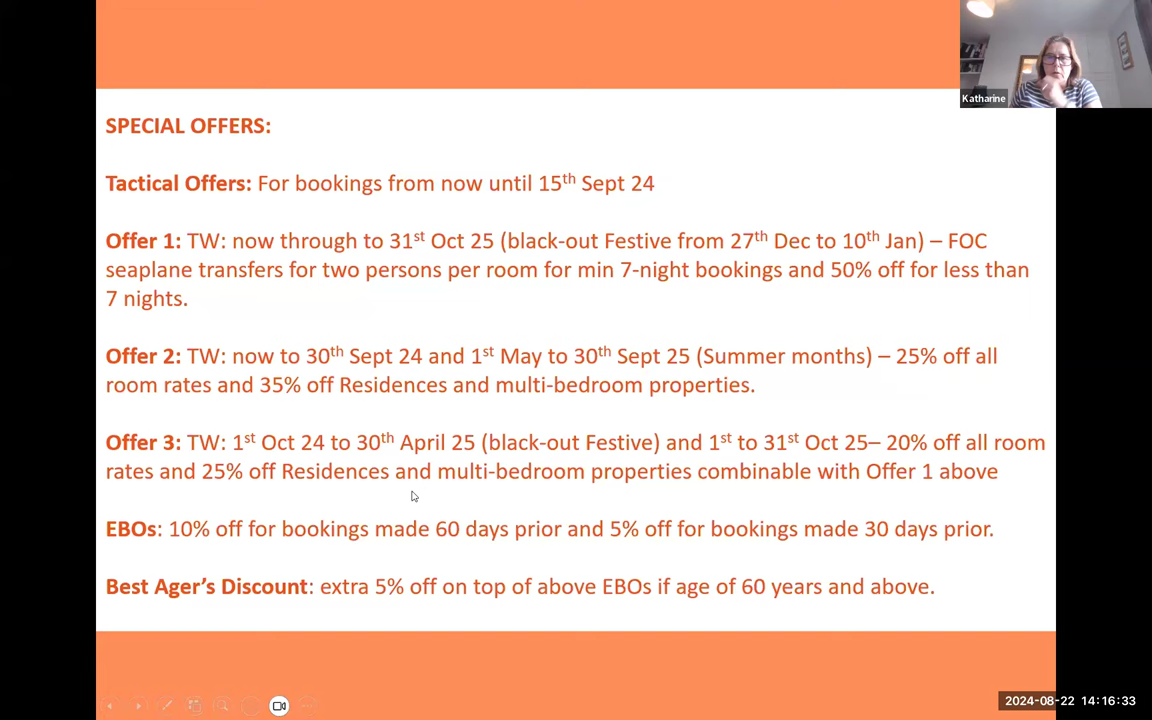 Katharine
SPECIAL OFFERS:
Tactical Offers: For bookings from now until 15th Sept 24
Offer 1: TW: now through to 31st Oct 25 (black-out Festive from 27th Dec to 10th Jan) – FOC
seaplane transfers for two persons per room for min 7-night bookings and 50% off for less than
7 nights.
Offer 2: TW: now to 30th Sept 24 and 1st May to 30th Sept 25 (Summer months) – 25% off all
room rates and 35% off Residences and multi-bedroom properties.
Offer 3: TW: 1st Oct 24 to 30th April 25 (black-out Festive) and 1st to 31st Oct 25– 20% off all room
rates and 25% off Residences and multi-bedroom properties combinable with Offer 1 above
EBOs: 10% off for bookings made 60 days prior and 5% off for bookings made 30 days prior.
Best Ager’s Discount: extra 5% off on top of above EBOs if age of 60 years and above.
2024-08-22 14:16:33